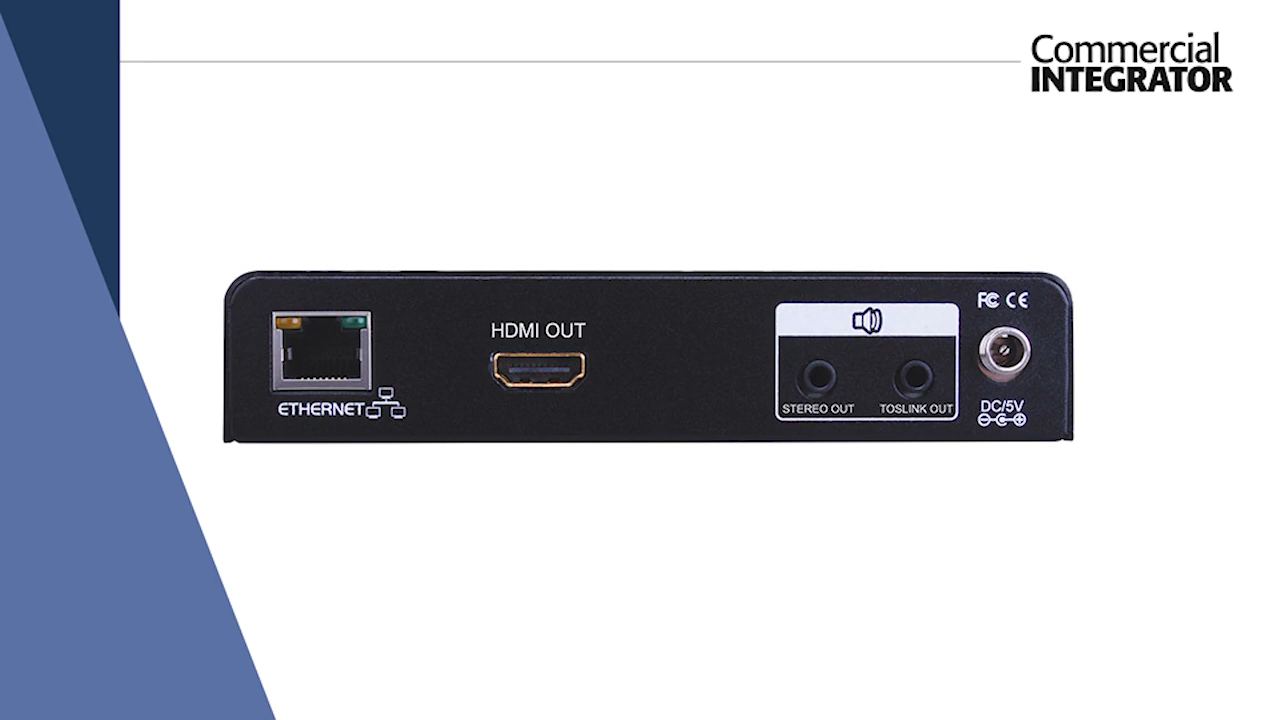 Commercial
INTEGRATOR
HDMI OUT
ETHERNET
STEREO OUT
TOSLINK OUT
FC CE
DC/5V